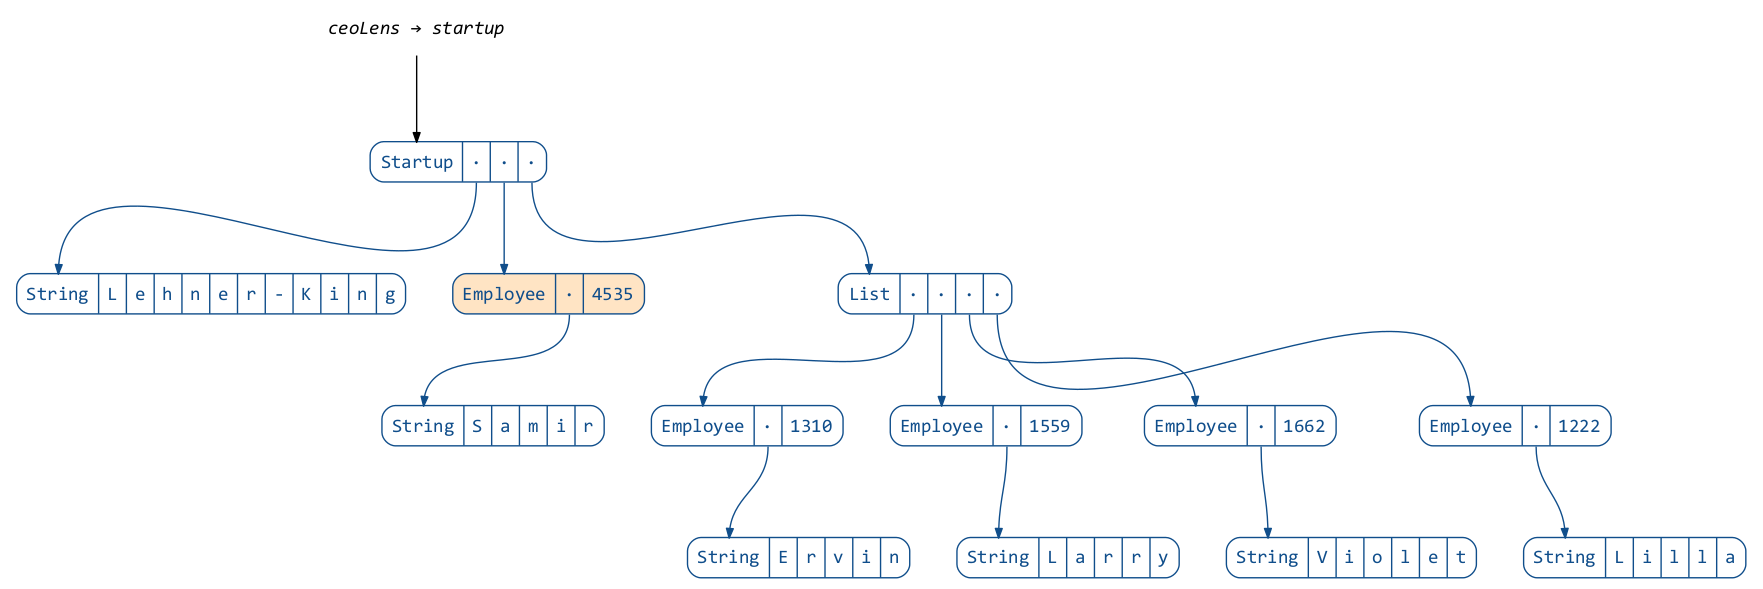 ceoLens → startup
Startup · · ·
String L e h n e r - K i n g
Employee · 4535
List · · · ·
String S a m i r
Employee · 1310
Employee · 1559
Employee · 1662
Employee · 1222
String E r v i n
String L a r r y
String V i o l e t
String L i l l a